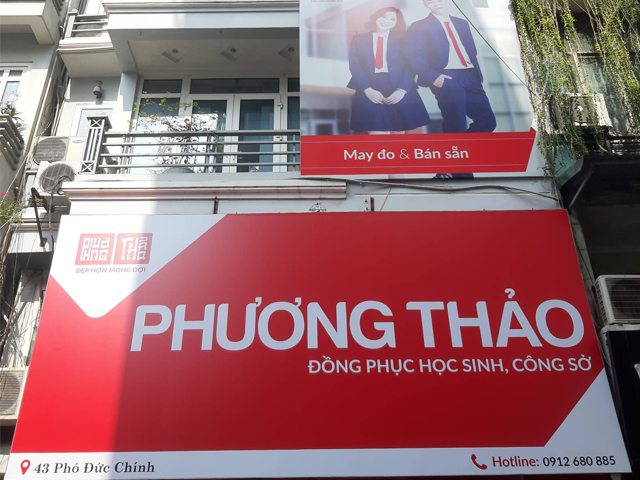 May đo & Bán sẵn
PHƯƠNG THẢO
ĐẸP HƠN MONG ĐỢI
PHƯƠNG THẢO
ĐỒNG PHỤC HỌC SINH, CÔNG SỞ
43 Phó Đức Chính
Hotline: 0912 680 885